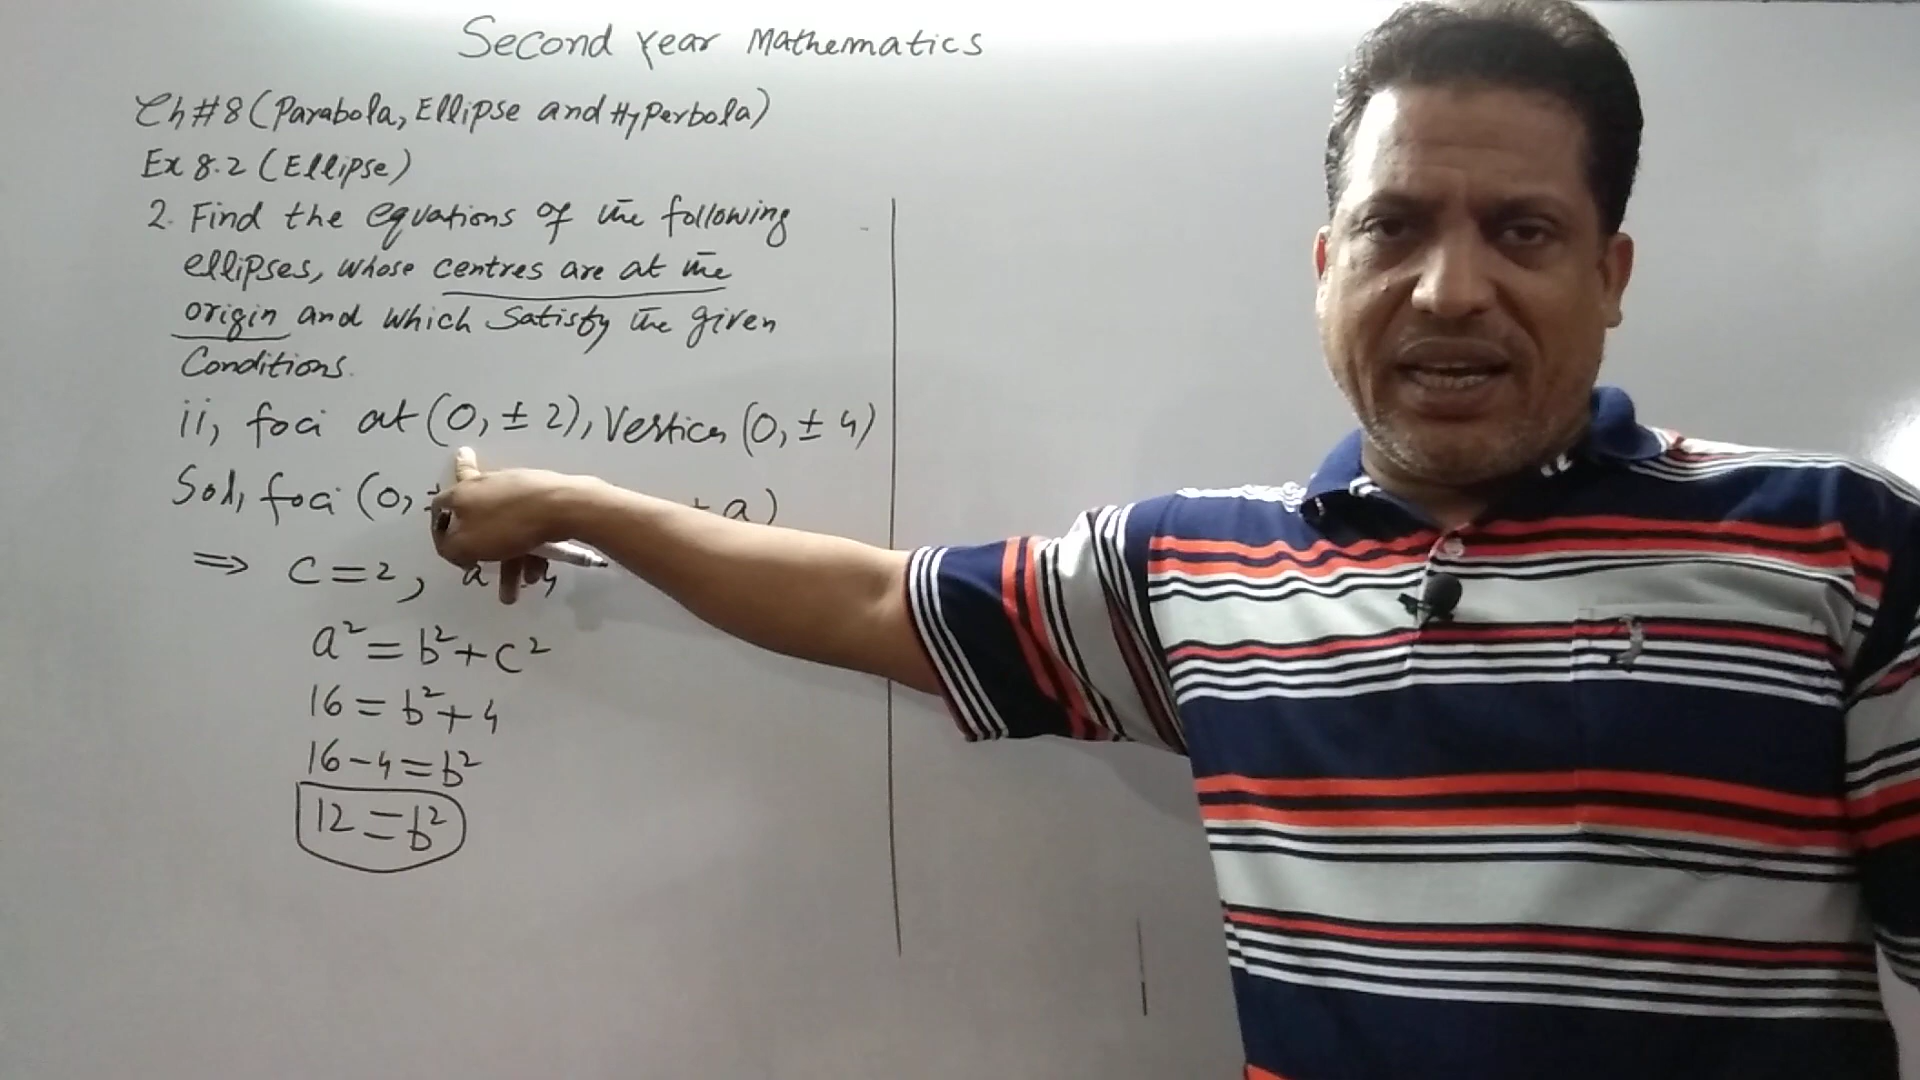 Second Year Mathematics
Ch#8 (Parabola, Ellipse and Hyperbola)
Ex 8.2 (Ellipse)
2. Find the equations of the following
ellipses, whose centres are at the
origin and which satisfy the given
Conditions.
ii, foci at (0, ± 2), Vertices (0, ± 4)
Sol, foci (0, a)
⇒ c = 2, a 4
a² = b² + c²
16 = b² + 4
16 - 4 = b²
12 = b²